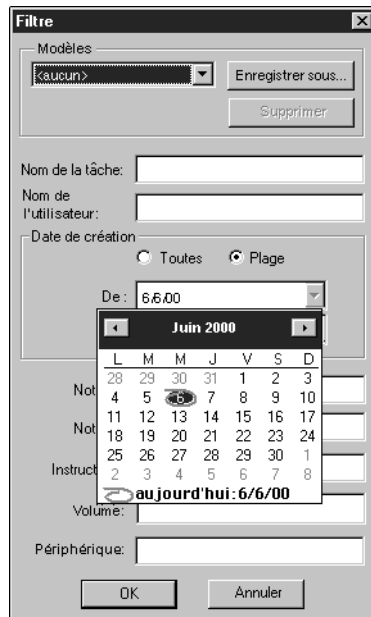 Filtre
Modèles
<aucun>
Enregistrer sous...
Supprimer
Nom de la tâche:
Nom de
l'utilisateur:
Date de création
Toutes
Plage
De :
6/6/00
Juin 2000
L M M J V S D
28 29 30 31 1 2 3
4 5 6 7 8 9 10
11 12 13 14 15 16 17
18 19 20 21 22 23 24
25 26 27 28 29 30 1
2 3 4 5 6 7 8
aujourd'hui:6/6/00
Not
Not
Instruct
Volume:
Périphérique:
OK
Annuler